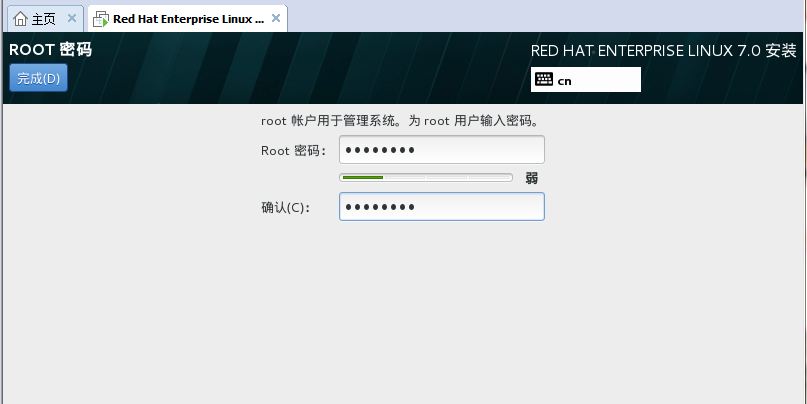 主页
Red Hat Enterprise Linux ...
ROOT 密码
RED HAT ENTERPRISE LINUX 7.0 安装
完成(D)
cn
root 帐户用于管理系统。为 root 用户输入密码。
Root 密码：
●●●●●●●●
弱
确认(C)：
●●●●●●●●